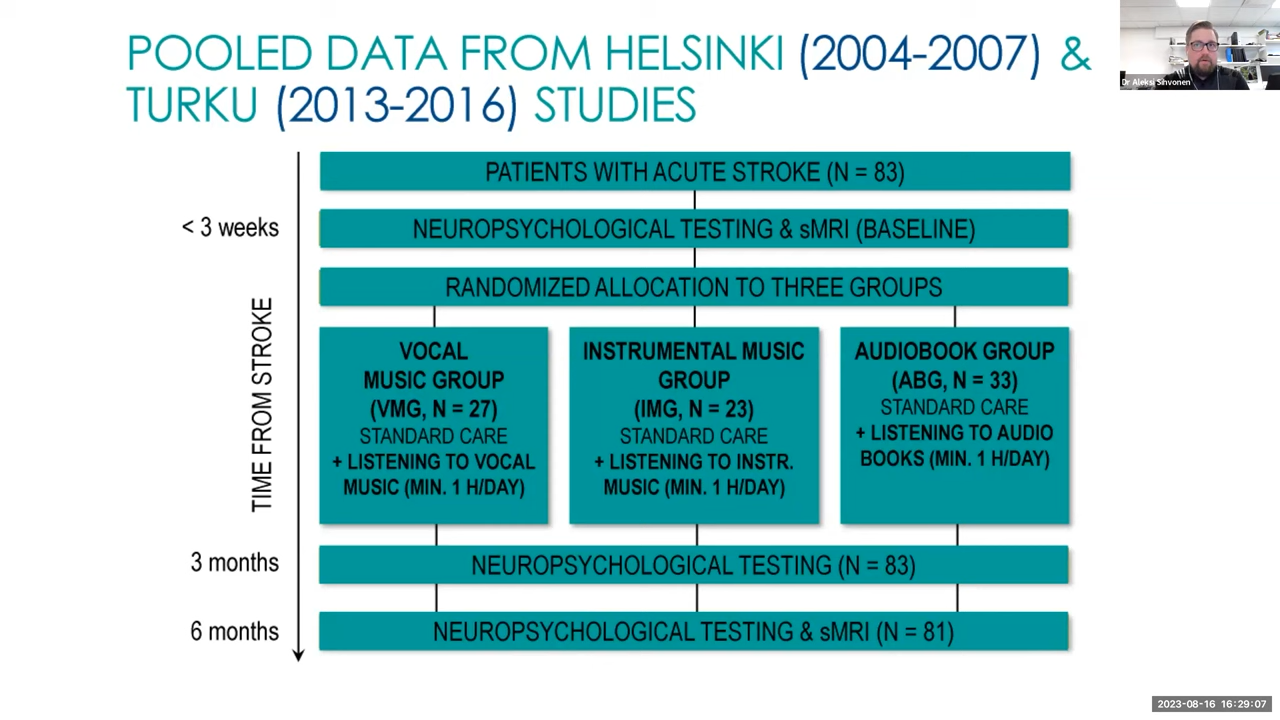 POOLED DATA FROM HELSINKI (2004-2007) &
TURKU (2013-2016) STUDIES
Dr Aleksi Sihvonen
PATIENTS WITH ACUTE STROKE (N = 83)
< 3 weeks
NEUROPSYCHOLOGICAL TESTING & sMRI (BASELINE)
RANDOMIZED ALLOCATION TO THREE GROUPS
TIME FROM STROKE
VOCAL
MUSIC GROUP
(VMG, N = 27)
STANDARD CARE
+ LISTENING TO VOCAL
MUSIC (MIN. 1 H/DAY)
INSTRUMENTAL MUSIC
GROUP
(IMG, N = 23)
STANDARD CARE
+ LISTENING TO INSTR.
MUSIC (MIN. 1 H/DAY)
AUDIOBOOK GROUP
(ABG, N = 33)
STANDARD CARE
+ LISTENING TO AUDIO
BOOKS (MIN. 1 H/DAY)
3 months
NEUROPSYCHOLOGICAL TESTING (N = 83)
6 months
NEUROPSYCHOLOGICAL TESTING & sMRI (N = 81)
2023-08-16 16:29:07